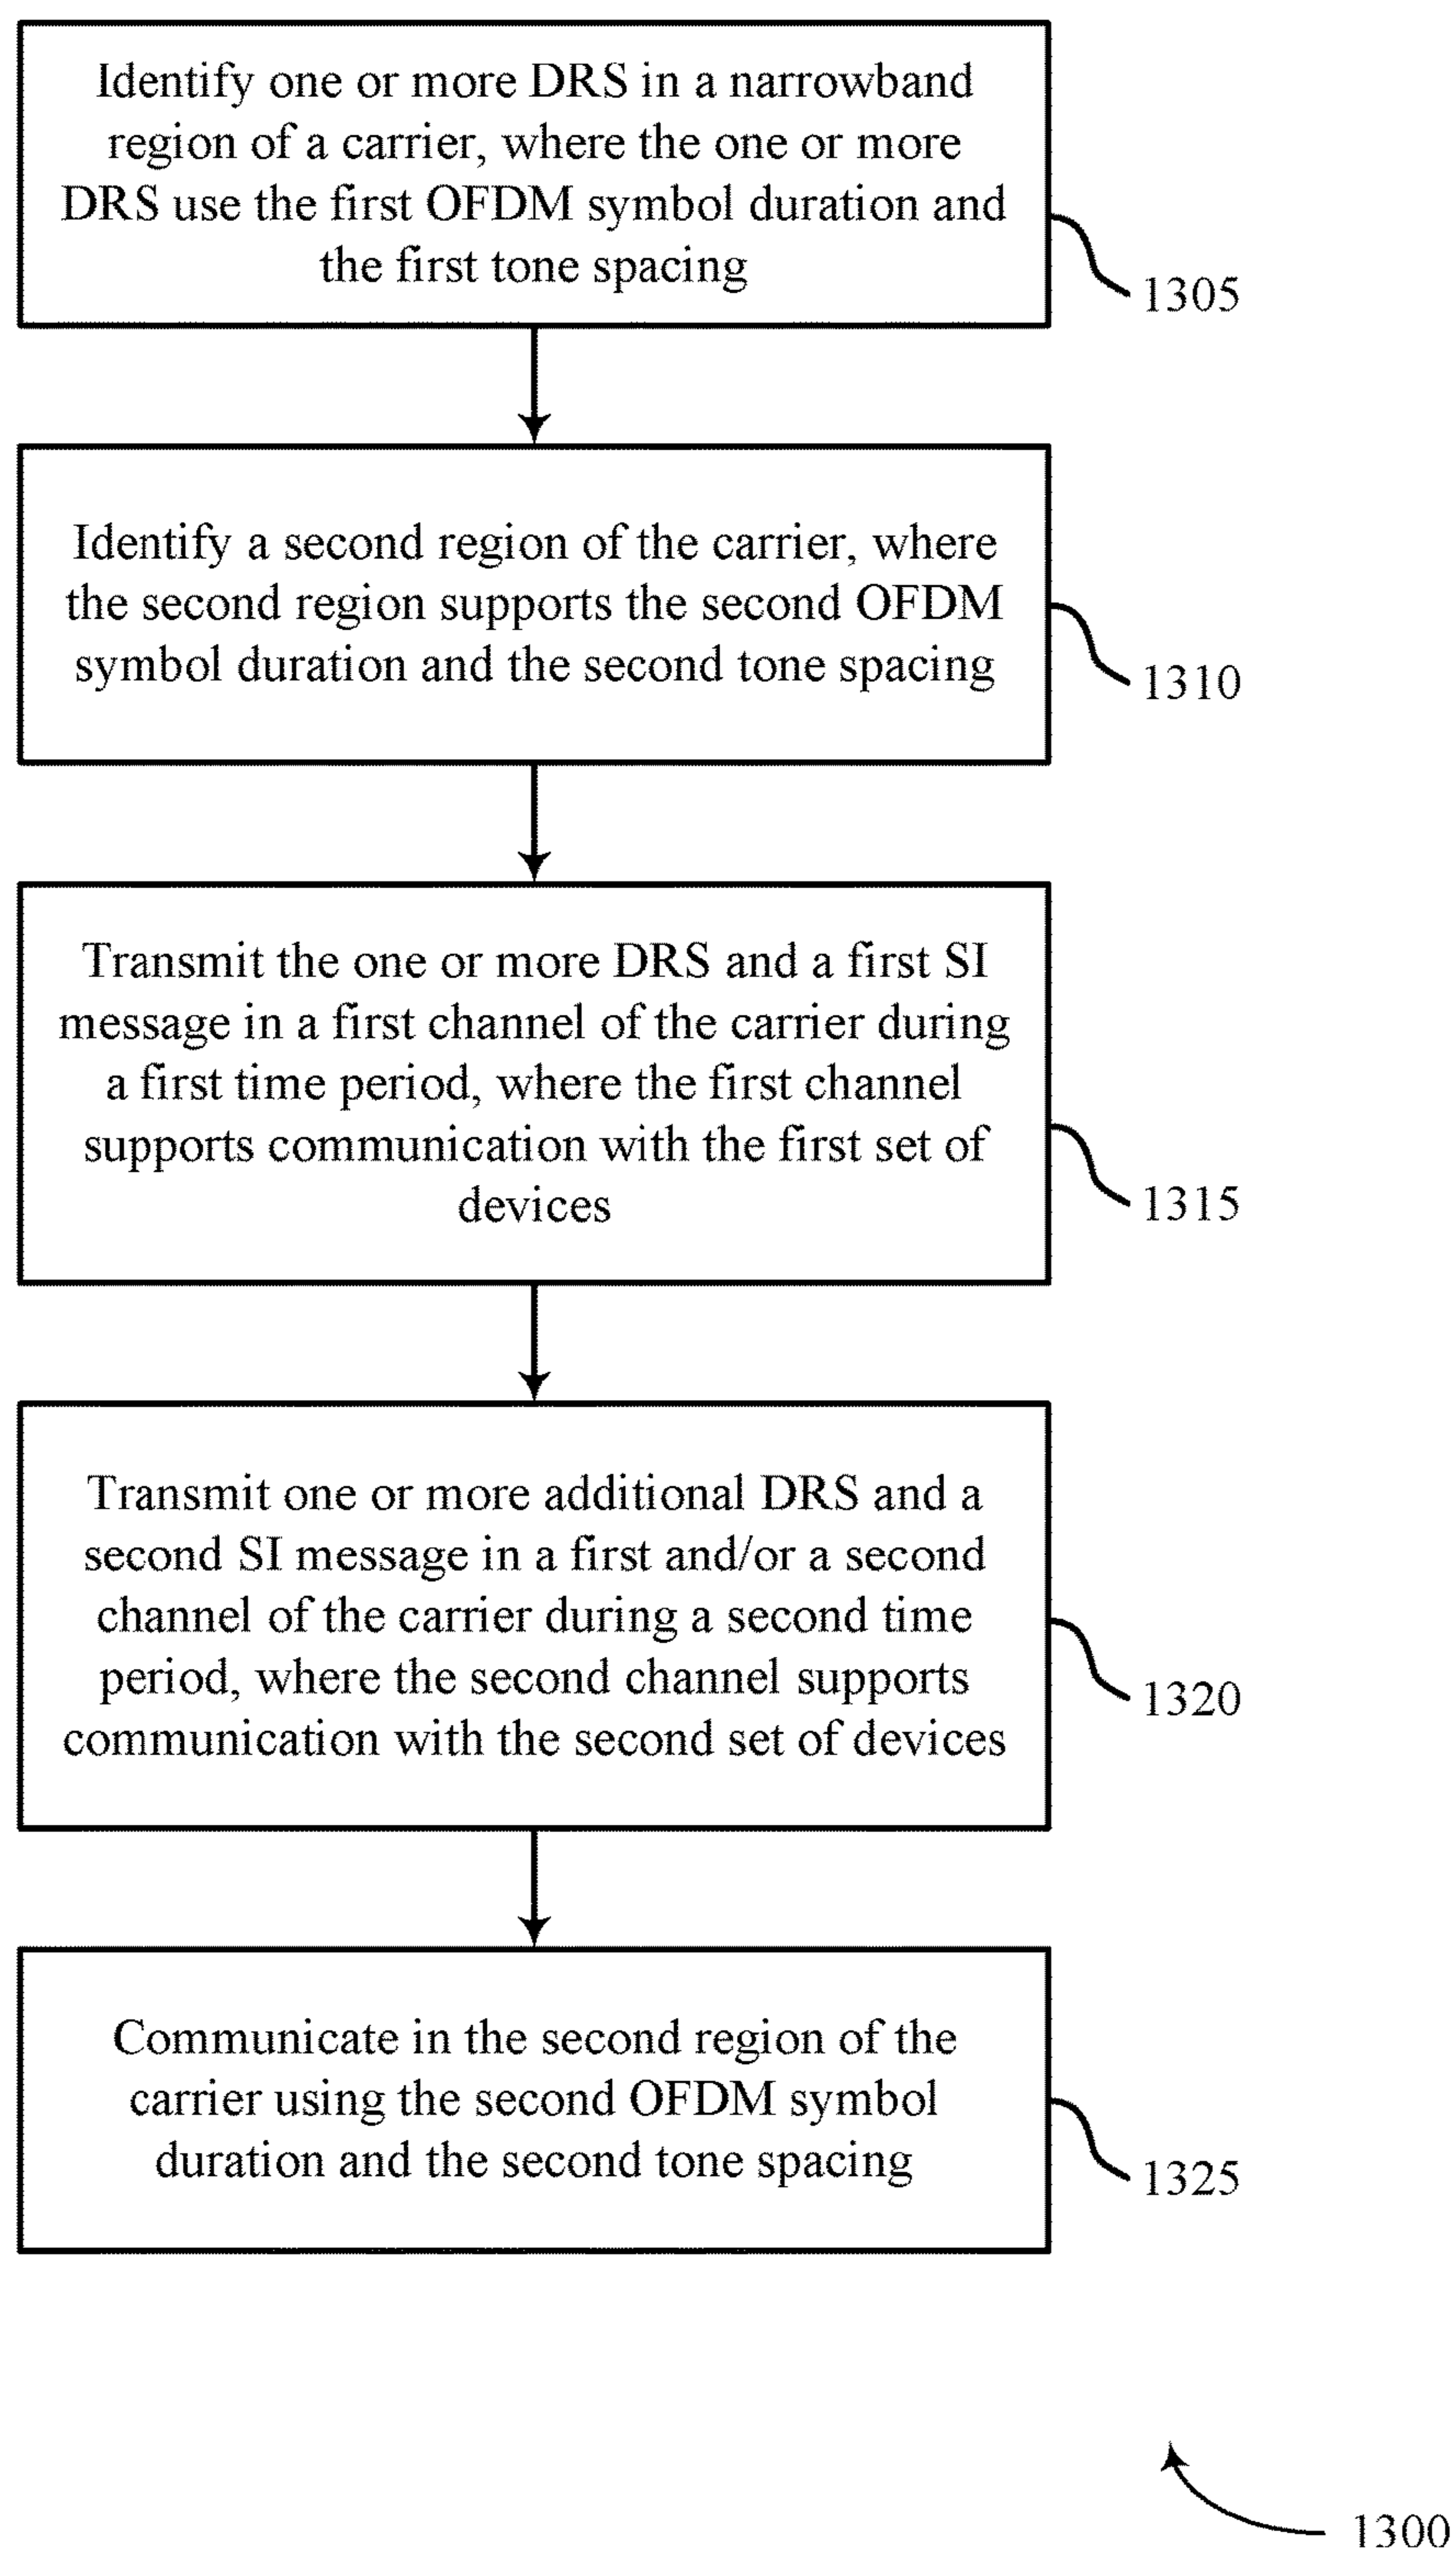 Identify one or more DRS in a narrowband
region of a carrier, where the one or more
DRS use the first OFDM symbol duration and
the first tone spacing
1305
Identify a second region of the carrier, where
the second region supports the second OFDM
symbol duration and the second tone spacing
1310
Transmit the one or more DRS and a first SI
message in a first channel of the carrier during
a first time period, where the first channel
supports communication with the first set of
devices
1315
Transmit one or more additional DRS and a
second SI message in a first and/or a second
channel of the carrier during a second time
period, where the second channel supports
communication with the second set of devices
1320
Communicate in the second region of the
carrier using the second OFDM symbol
duration and the second tone spacing
1325
1300